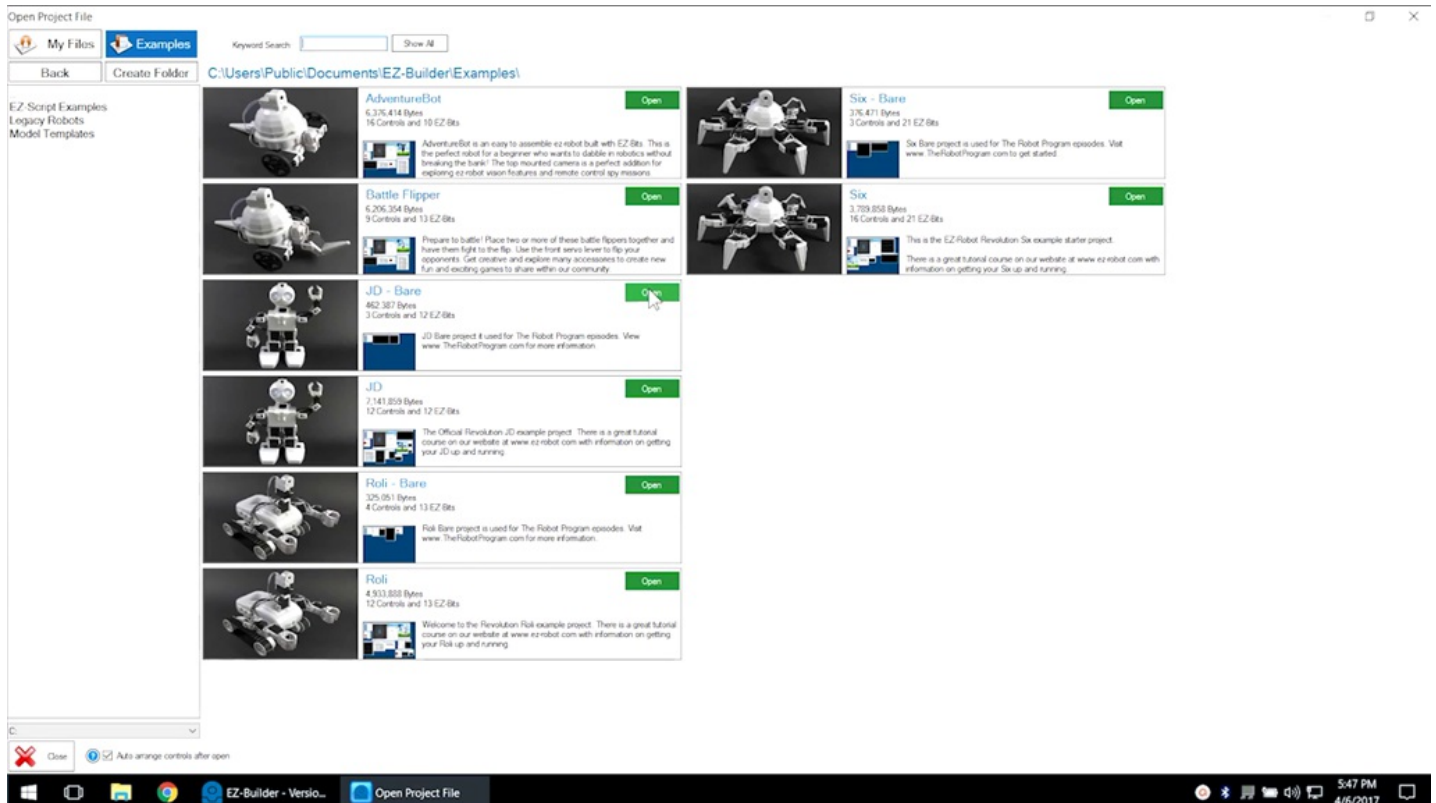 Open Project File
My Files
Examples
Keyword Search
Show All
Back
Create Folder
C:\Users\Public\Documents\EZ-Builder\Examples\
EZ-Script Examples
Legacy Robots
Model Templates
AdventureBot
Open
6,376,414 Bytes
16 Controls and 10 EZ-Bits
AdventureBot is an easy to assemble ez-robot built with EZ-Bits. This is
the perfect robot for a beginner who wants to dabble in robotics without
breaking the bank! The top mounted camera is a perfect addition for
exploring ez-robot vision features and remote control spy missions
Battle Flipper
Open
6,206,354 Bytes
9 Controls and 13 EZ-Bits
Prepare to battle! Place two or more of these battle flippers together and
have them fight to the flip. Use the front servo lever to flip your
opponents. Get creative and explore many accessories to create new
fun and exciting games to share within our community.
JD - Bare
Open
462,387 Bytes
3 Controls and 12 EZ-Bits
JD Bare project it used for The Robot Program episodes. View
www.TheRobotProgram.com for more information.
JD
Open
7,141,859 Bytes
12 Controls and 12 EZ-Bits
The Official Revolution JD example project. There is a great tutorial
course on our website at www.ez-robot.com with information on getting
your JD up and running
Roli - Bare
Open
325,051 Bytes
4 Controls and 13 EZ-Bits
Roli Bare project is used for The Robot Program episodes. Visit
www.TheRobotProgram.com for more information.
Roli
Open
4,933,888 Bytes
12 Controls and 13 EZ-Bits
Welcome to the Revolution Roli example project. There is a great tutorial
course on our website at www.ez-robot.com with information on getting
your Roli up and running
Six - Bare
Open
376,471 Bytes
3 Controls and 21 EZ-Bits
Six Bare project is used for The Robot Program episodes. Visit
www.TheRobotProgram.com to get started.
Six
Open
3,789,858 Bytes
16 Controls and 21 EZ-Bits
This is the EZ-Robot Revolution Six example starter project.
There is a great tutorial course on our website at www.ez-robot.com with
information on getting your Six up and running
C:
Close
Auto arrange controls after open
EZ-Builder - Versio...
Open Project File
5:47 PM
4/6/2017